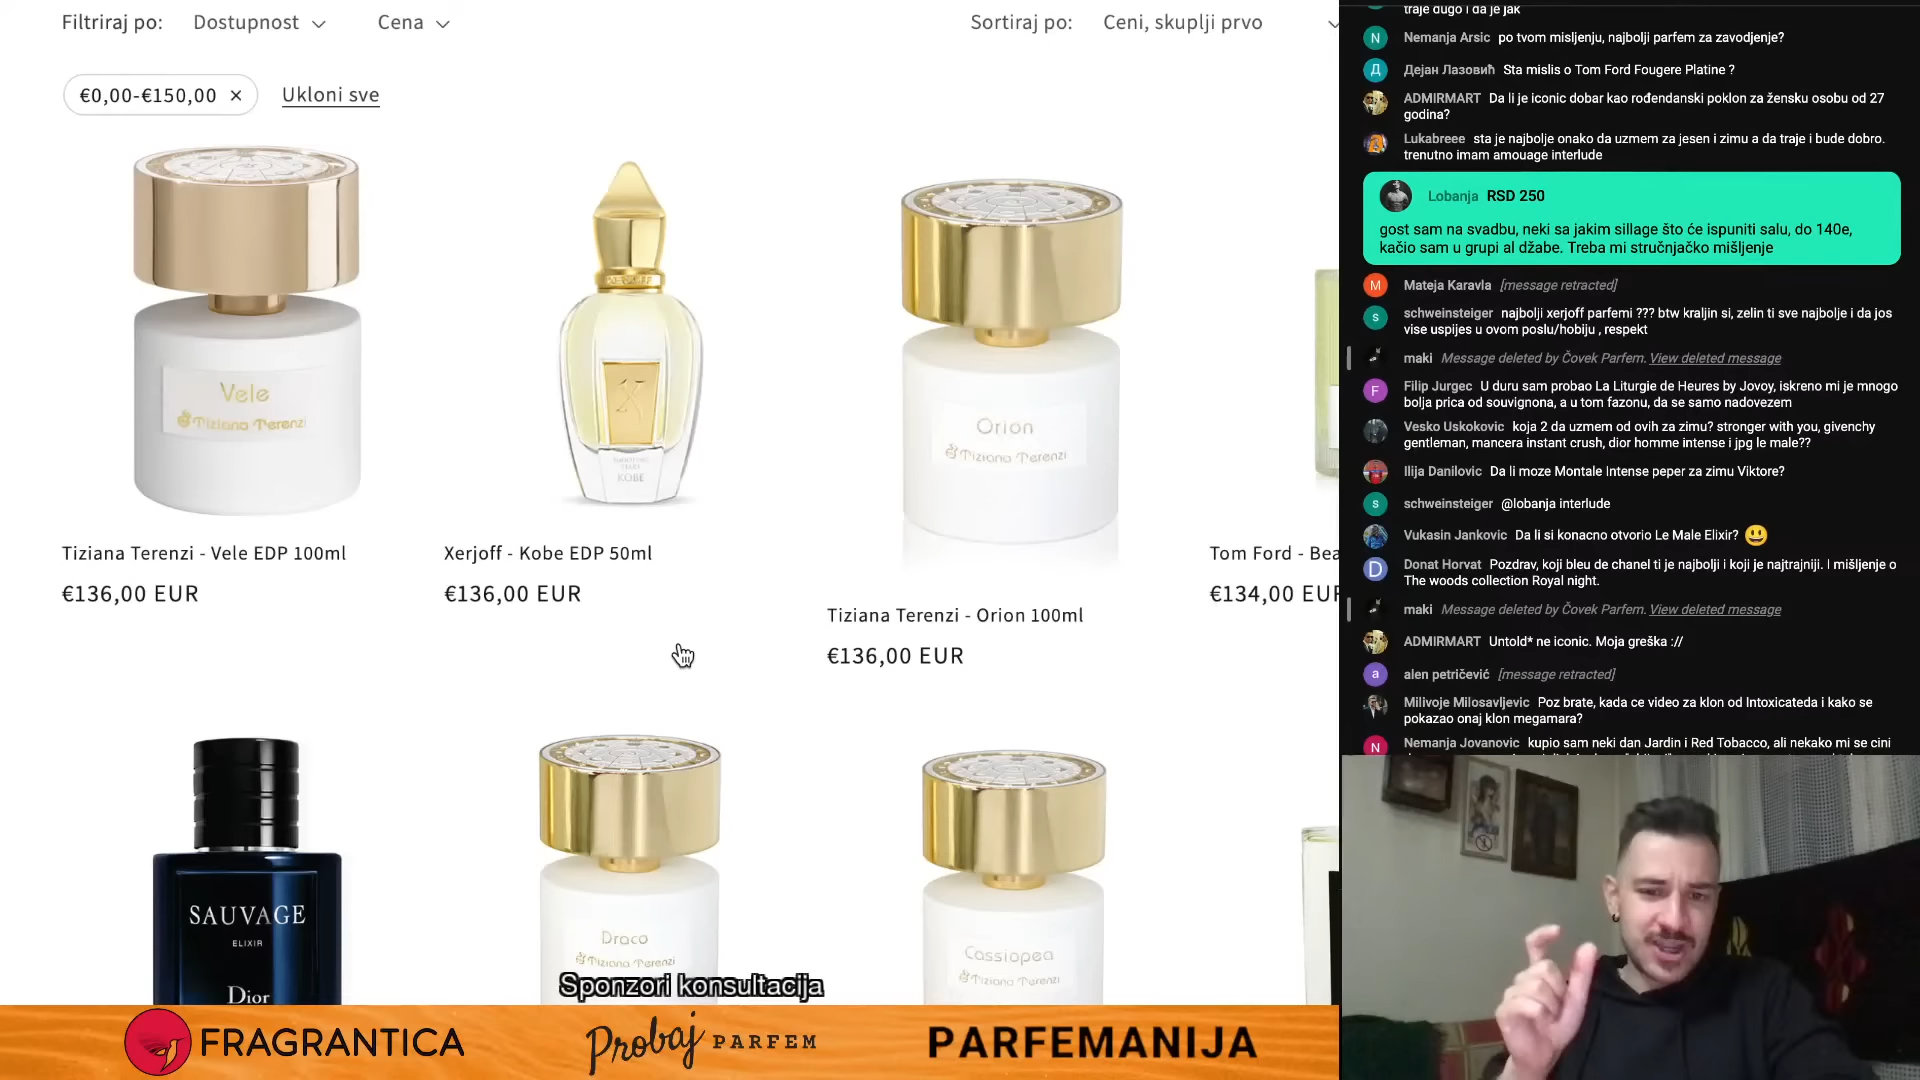 Filtriraj po:
Dostupnost
Cena
Sortiraj po:
Ceni, skuplji prvo
€0,00-€150,00 ×
Ukloni sve
Vele
Tiziana Terenzi
KOBE
Orion
Tiziana Terenzi
Tiziana Terenzi - Vele EDP 100ml
€136,00 EUR
Xerjoff - Kobe EDP 50ml
€136,00 EUR
Tiziana Terenzi - Orion 100ml
€136,00 EUR
Tom Ford - Bea
€134,00 EUR
SAUVAGE
ELIXIR
Dior
Draco
Tiziana Terenzi
Cassiopea
Tiziana Terenzi
Sponzori konsultacija
FRAGRANTICA
Probaj PARFEM
PARFEMANIJA
traje dugo i da je jak
N Nemanja Arsic po tvom misljenju, najbolji parfem za zavodjenje?
Д Дејан Лазовић Sta mislis o Tom Ford Fougere Platine ?
ADMIRMART Da li je iconic dobar kao rođendanski poklon za žensku osobu od 27
godina?
Lukabreee sta je najbolje onako da uzmem za jesen i zimu a da traje i bude dobro.
trenutno imam amouage interlude
Lobanja RSD 250
gost sam na svadbu, neki sa jakim sillage što će ispuniti salu, do 140e,
kačio sam u grupi al džabe. Treba mi stručnjačko mišljenje
M Mateja Karavla [message retracted]
s schweinsteiger najbolji xerjoff parfemi ??? btw kraljin si, zelin ti sve najbolje i da jos
vise uspijes u ovom poslu/hobiju , respekt
maki Message deleted by Čovek Parfem. View deleted message
F Filip Jurgec U duru sam probao La Liturgie de Heures by Jovoy, iskreno mi je mnogo
bolja prica od souvignona, a u tom fazonu, da se samo nadovezem
Vesko Uskokovic koja 2 da uzmem od ovih za zimu? stronger with you, givenchy
gentleman, mancera instant crush, dior homme intense i jpg le male??
Ilija Danilovic Da li moze Montale Intense peper za zimu Viktore?
s schweinsteiger @lobanja interlude
Vukasin Jankovic Da li si konacno otvorio Le Male Elixir? 😃
D Donat Horvat Pozdrav, koji bleu de chanel ti je najbolji i koji je najtrajniji. I mišljenje o
The woods collection Royal night.
maki Message deleted by Čovek Parfem. View deleted message
ADMIRMART Untold* ne iconic. Moja greška ://
a alen petričević [message retracted]
Milivoje Milosavljevic Poz brate, kada ce video za klon od Intoxicateda i kako se
pokazao onaj klon megamara?
N Nemanja Jovanovic kupio sam neki dan Jardin i Red Tobacco, ali nekako mi se cini